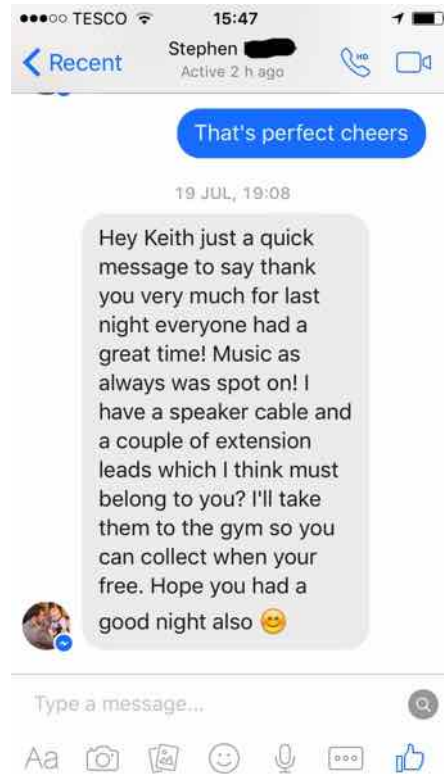 TESCO 15:47
Recent
Stephen
Active 2 h ago
HD
That's perfect cheers
19 JUL, 19:08
Hey Keith just a quick
message to say thank
you very much for last
night everyone had a
great time! Music as
always was spot on! I
have a speaker cable and
a couple of extension
leads which I think must
belong to you? I'll take
them to the gym so you
can collect when your
free. Hope you had a
good night also 😊
Type a message...
Aa